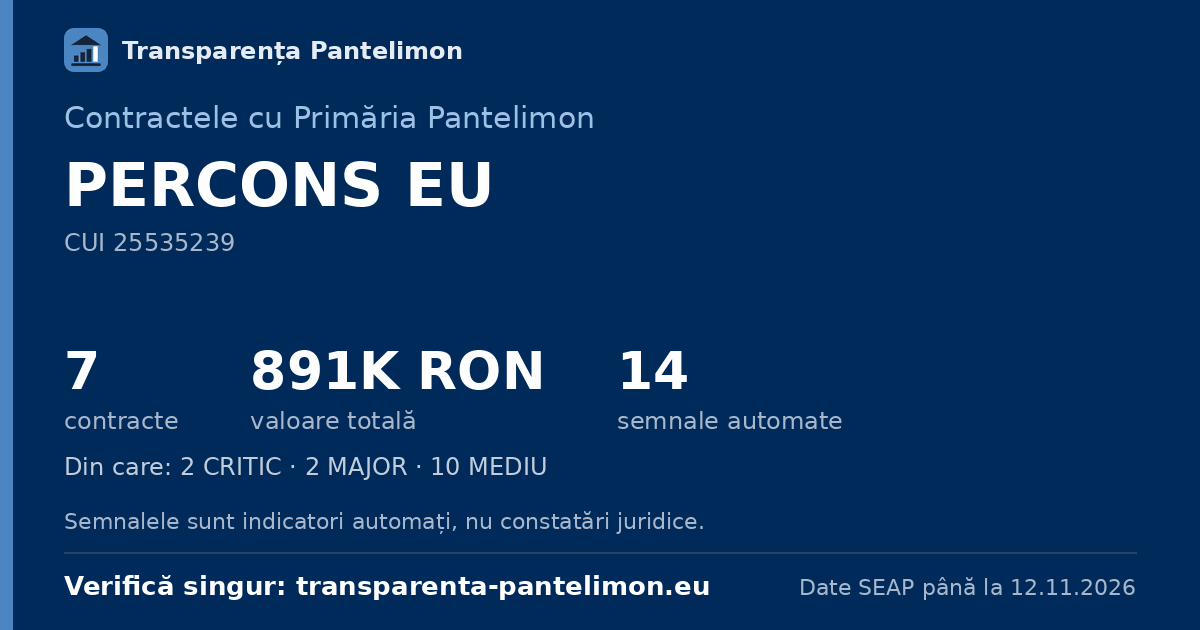 Transparența Pantelimon
Contractele cu Primăria Pantelimon
PERCONS EU
CUI 25535239
7
contracte
891K RON
valoare totală
14
semnale automate
Din care: 2 CRITIC · 2 MAJOR · 10 MEDIU
Semnalele sunt indicatori automați, nu constatări juridice.
Verifică singur: transparenta-pantelimon.eu
Date SEAP până la 12.11.2026